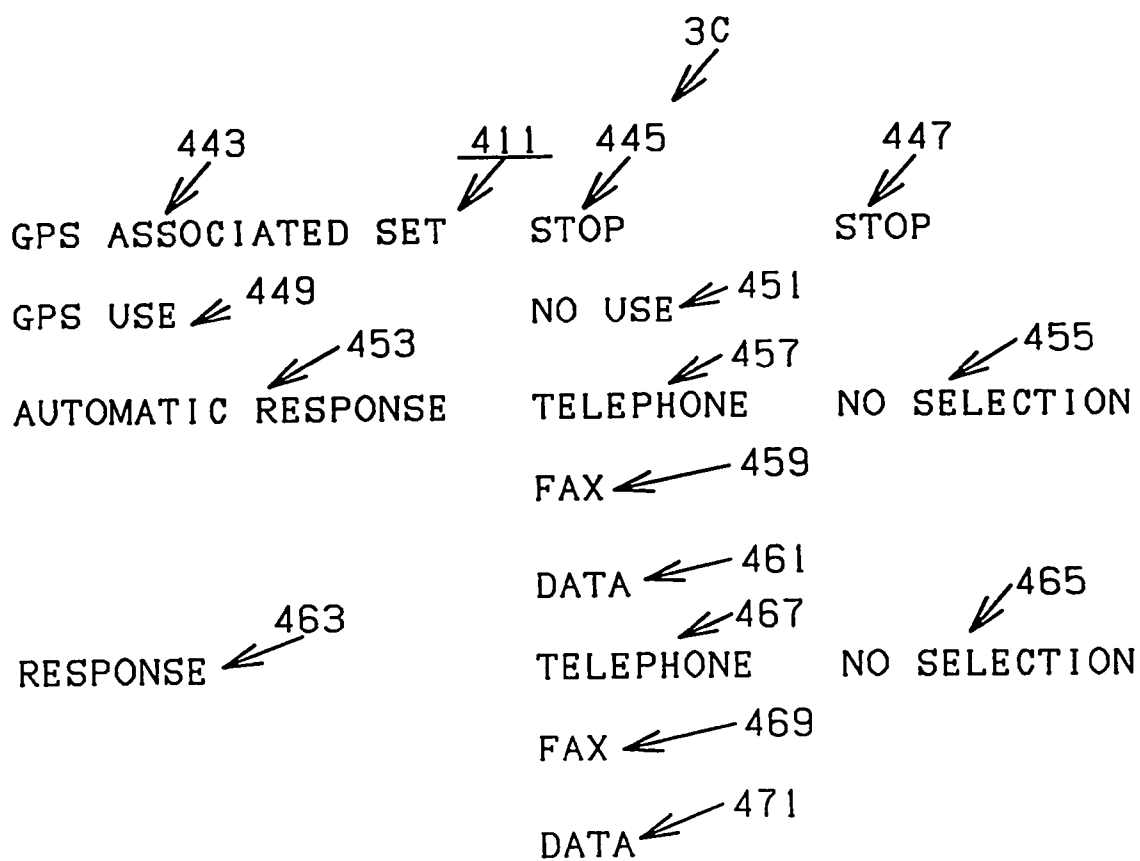 3C
443 411 445 447
GPS ASSOCIATED SET STOP STOP
449 451
GPS USE NO USE
453 457 455
AUTOMATIC RESPONSE TELEPHONE NO SELECTION
459
FAX
461
DATA
463 467 465
RESPONSE TELEPHONE NO SELECTION
469
FAX
471
DATA